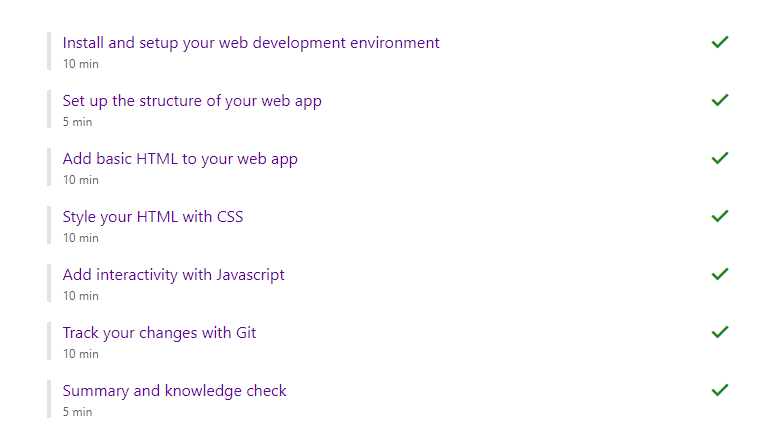 Install and setup your web development environment
10 min
Set up the structure of your web app
5 min
Add basic HTML to your web app
10 min
Style your HTML with CSS
10 min
Add interactivity with Javascript
10 min
Track your changes with Git
10 min
Summary and knowledge check
5 min